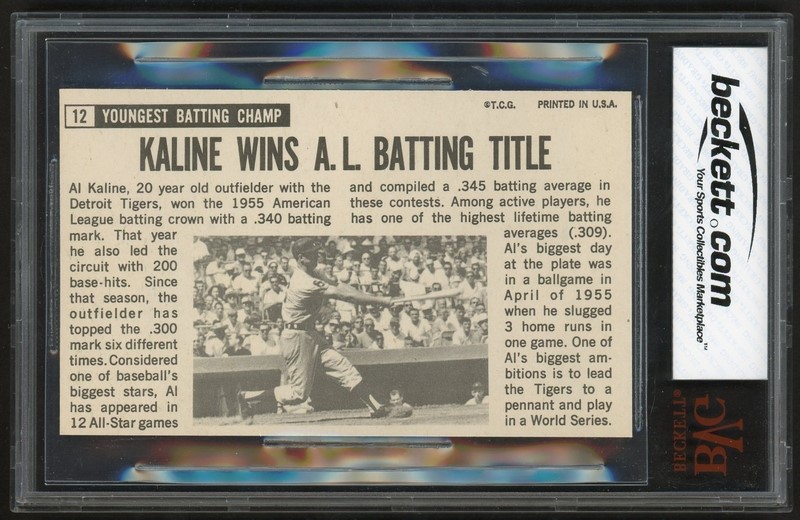 12 YOUNGEST BATTING CHAMP
©T.C.G. PRINTED IN U.S.A.
KALINE WINS A.L. BATTING TITLE
Al Kaline, 20 year old outfielder with the
Detroit Tigers, won the 1955 American
League batting crown with a .340 batting
mark. That year
he also led the
circuit with 200
base-hits. Since
that season, the
outfielder has
topped the .300
mark six different
times. Considered
one of baseball's
biggest stars, Al
has appeared in
12 All-Star games
and compiled a .345 batting average in
these contests. Among active players, he
has one of the highest lifetime batting
averages (.309).
Al's biggest day
at the plate was
in a ballgame in
April of 1955
when he slugged
3 home runs in
one game. One of
Al's biggest am-
bitions is to lead
the Tigers to a
pennant and play
in a World Series.
beckett.com
Your Sports Collectibles Marketplace™
BECKETT®